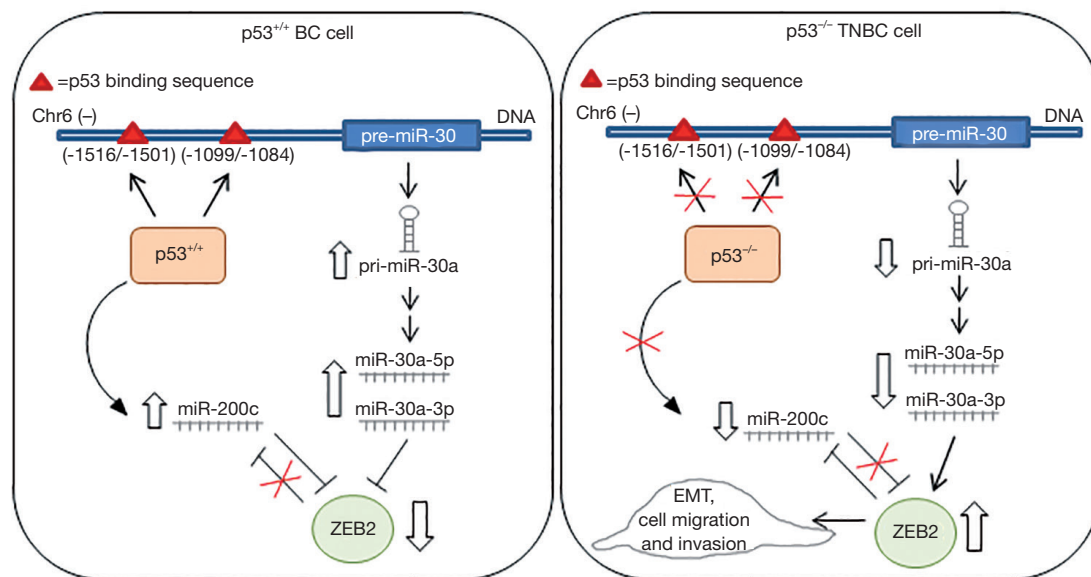 p53+/+ BC cell
=p53 binding sequence
Chr6 (–)
DNA
pre-miR-30
(-1516/-1501) (-1099/-1084)
p53+/+
pri-miR-30a
miR-30a-5p
miR-200c
miR-30a-3p
ZEB2
p53–/– TNBC cell
=p53 binding sequence
Chr6 (–)
DNA
pre-miR-30
(-1516/-1501) (-1099/-1084)
p53–/–
pri-miR-30a
miR-30a-5p
miR-30a-3p
miR-200c
EMT,
cell migration
and invasion
ZEB2